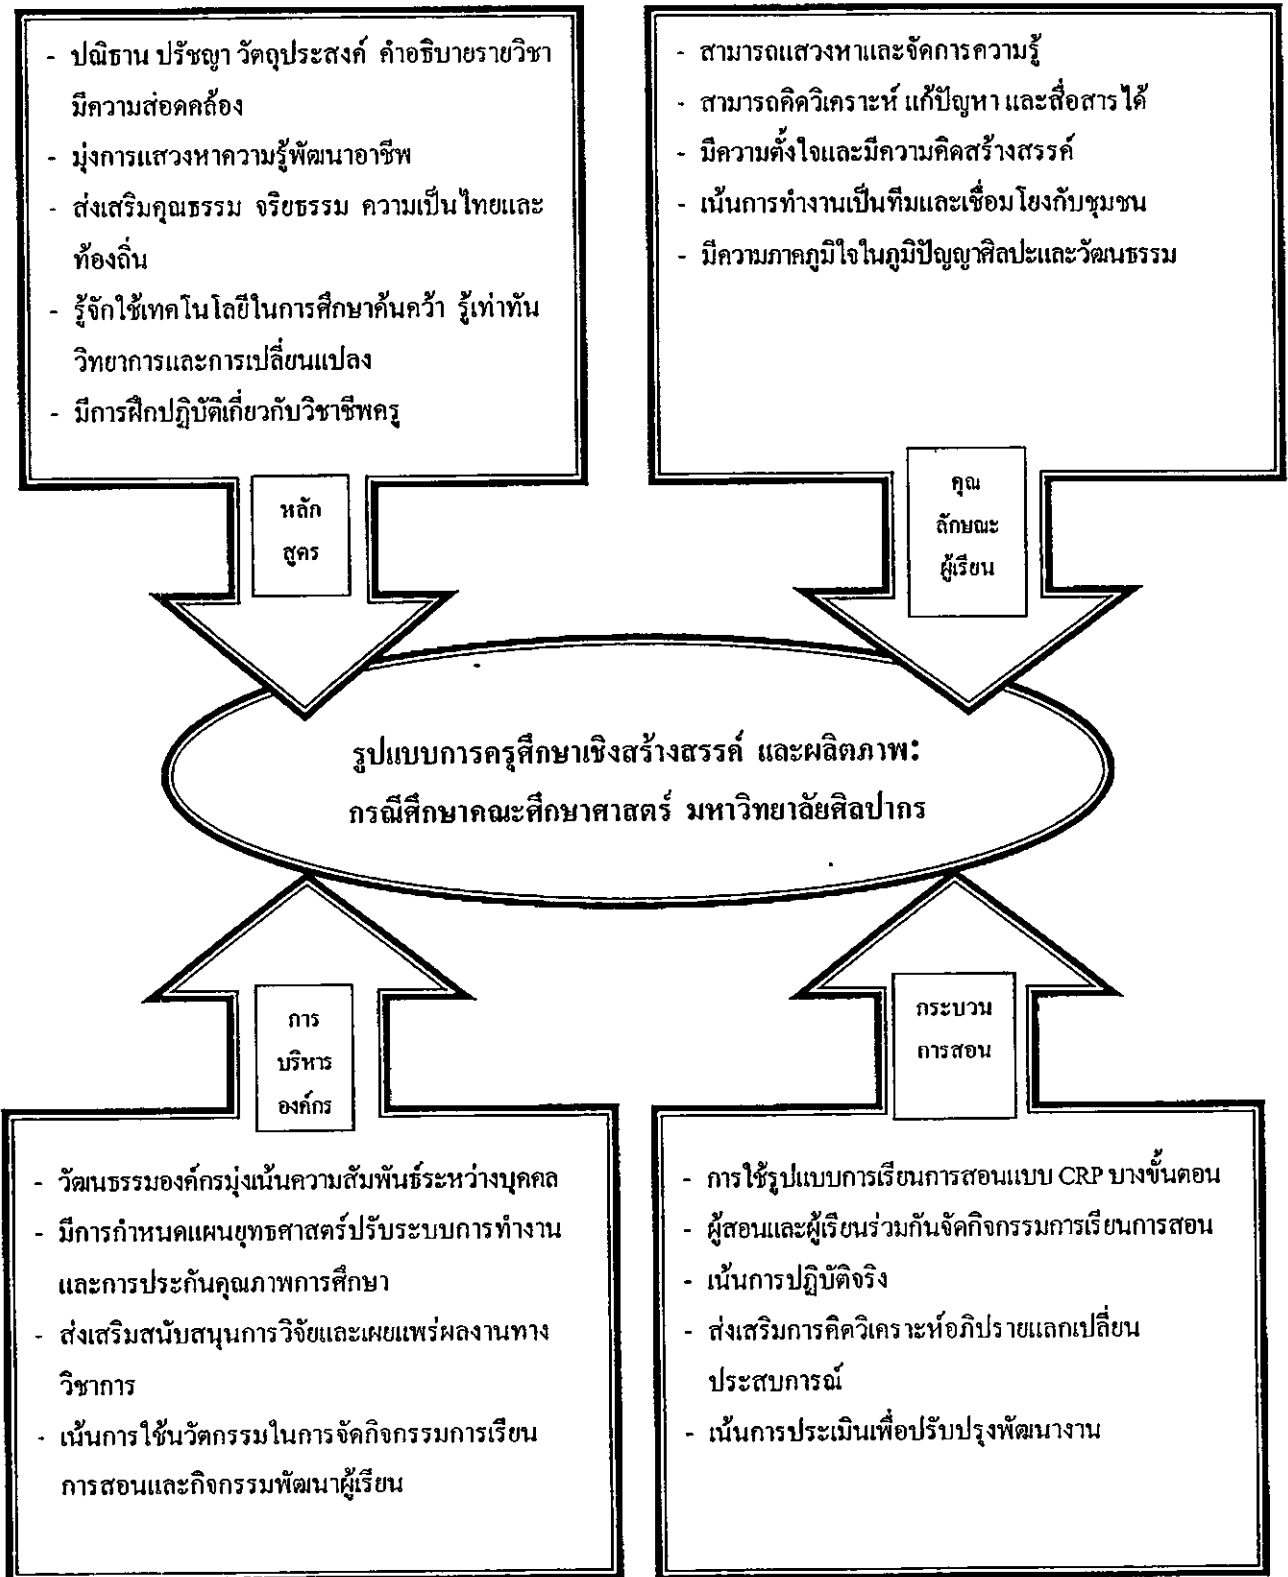 - ปณิธาน ปรัชญา วัตถุประสงค์ คำอธิบายรายวิชา
มีความส่อดคล้อง
- มุ่งการแสวงหาความรู้พัฒนาอาชีพ
- ส่งเสริมคุณธรรม จริยธรรม ความเป็นไทยและ
ท้องถิ่น
- รู้จักใช้เทคโนโลยีในการศึกษาค้นคว้า รู้เท่าทัน
วิทยาการและการเปลี่ยนแปลง
- มีการฝึกปฏิบัติเกี่ยวกับวิชาชีพครู
หลัก
สูตร
- สามารถแสวงหาและจัดการความรู้
- สามารถคิดวิเคราะห์ แก้ปัญหา และสื่อสารได้
- มีความตั้งใจและมีความคิดสร้างสรรค์
- เน้นการทำงานเป็นทีมและเชื่อมโยงกับชุมชน
- มีความภาคภูมิใจในภูมิปัญญาศิลปะและวัฒนธรรม
คุณ
ลักษณะ
ผู้เรียน
รูปแบบการครุศึกษาเชิงสร้างสรรค์ และผลิตภาพ:
กรณีศึกษาคณะศึกษาศาสตร์ มหาวิทยาลัยศิลปากร
การ
บริหาร
องค์กร
- วัฒนธรรมองค์กรมุ่งเน้นความสัมพันธ์ระหว่างบุคคล
- มีการกำหนดแผนยุทธศาสตร์ปรับระบบการทำงาน
และการประกันคุณภาพการศึกษา
- ส่งเสริมสนับสนุนการวิจัยและเผยแพร่ผลงานทาง
วิชาการ
- เน้นการใช้นวัตกรรมในการจัดกิจกรรมการเรียน
การสอนและกิจกรรมพัฒนาผู้เรียน
กระบวน
การสอน
- การใช้รูปแบบการเรียนการสอนแบบ CRP บางขั้นตอน
- ผู้สอนและผู้เรียนร่วมกันจัดกิจกรรมการเรียนการสอน
- เน้นการปฏิบัติจริง
- ส่งเสริมการคิดวิเคราะห์อภิปรายแลกเปลี่ยน
ประสบการณ์
- เน้นการประเมินเพื่อปรับปรุงพัฒนางาน